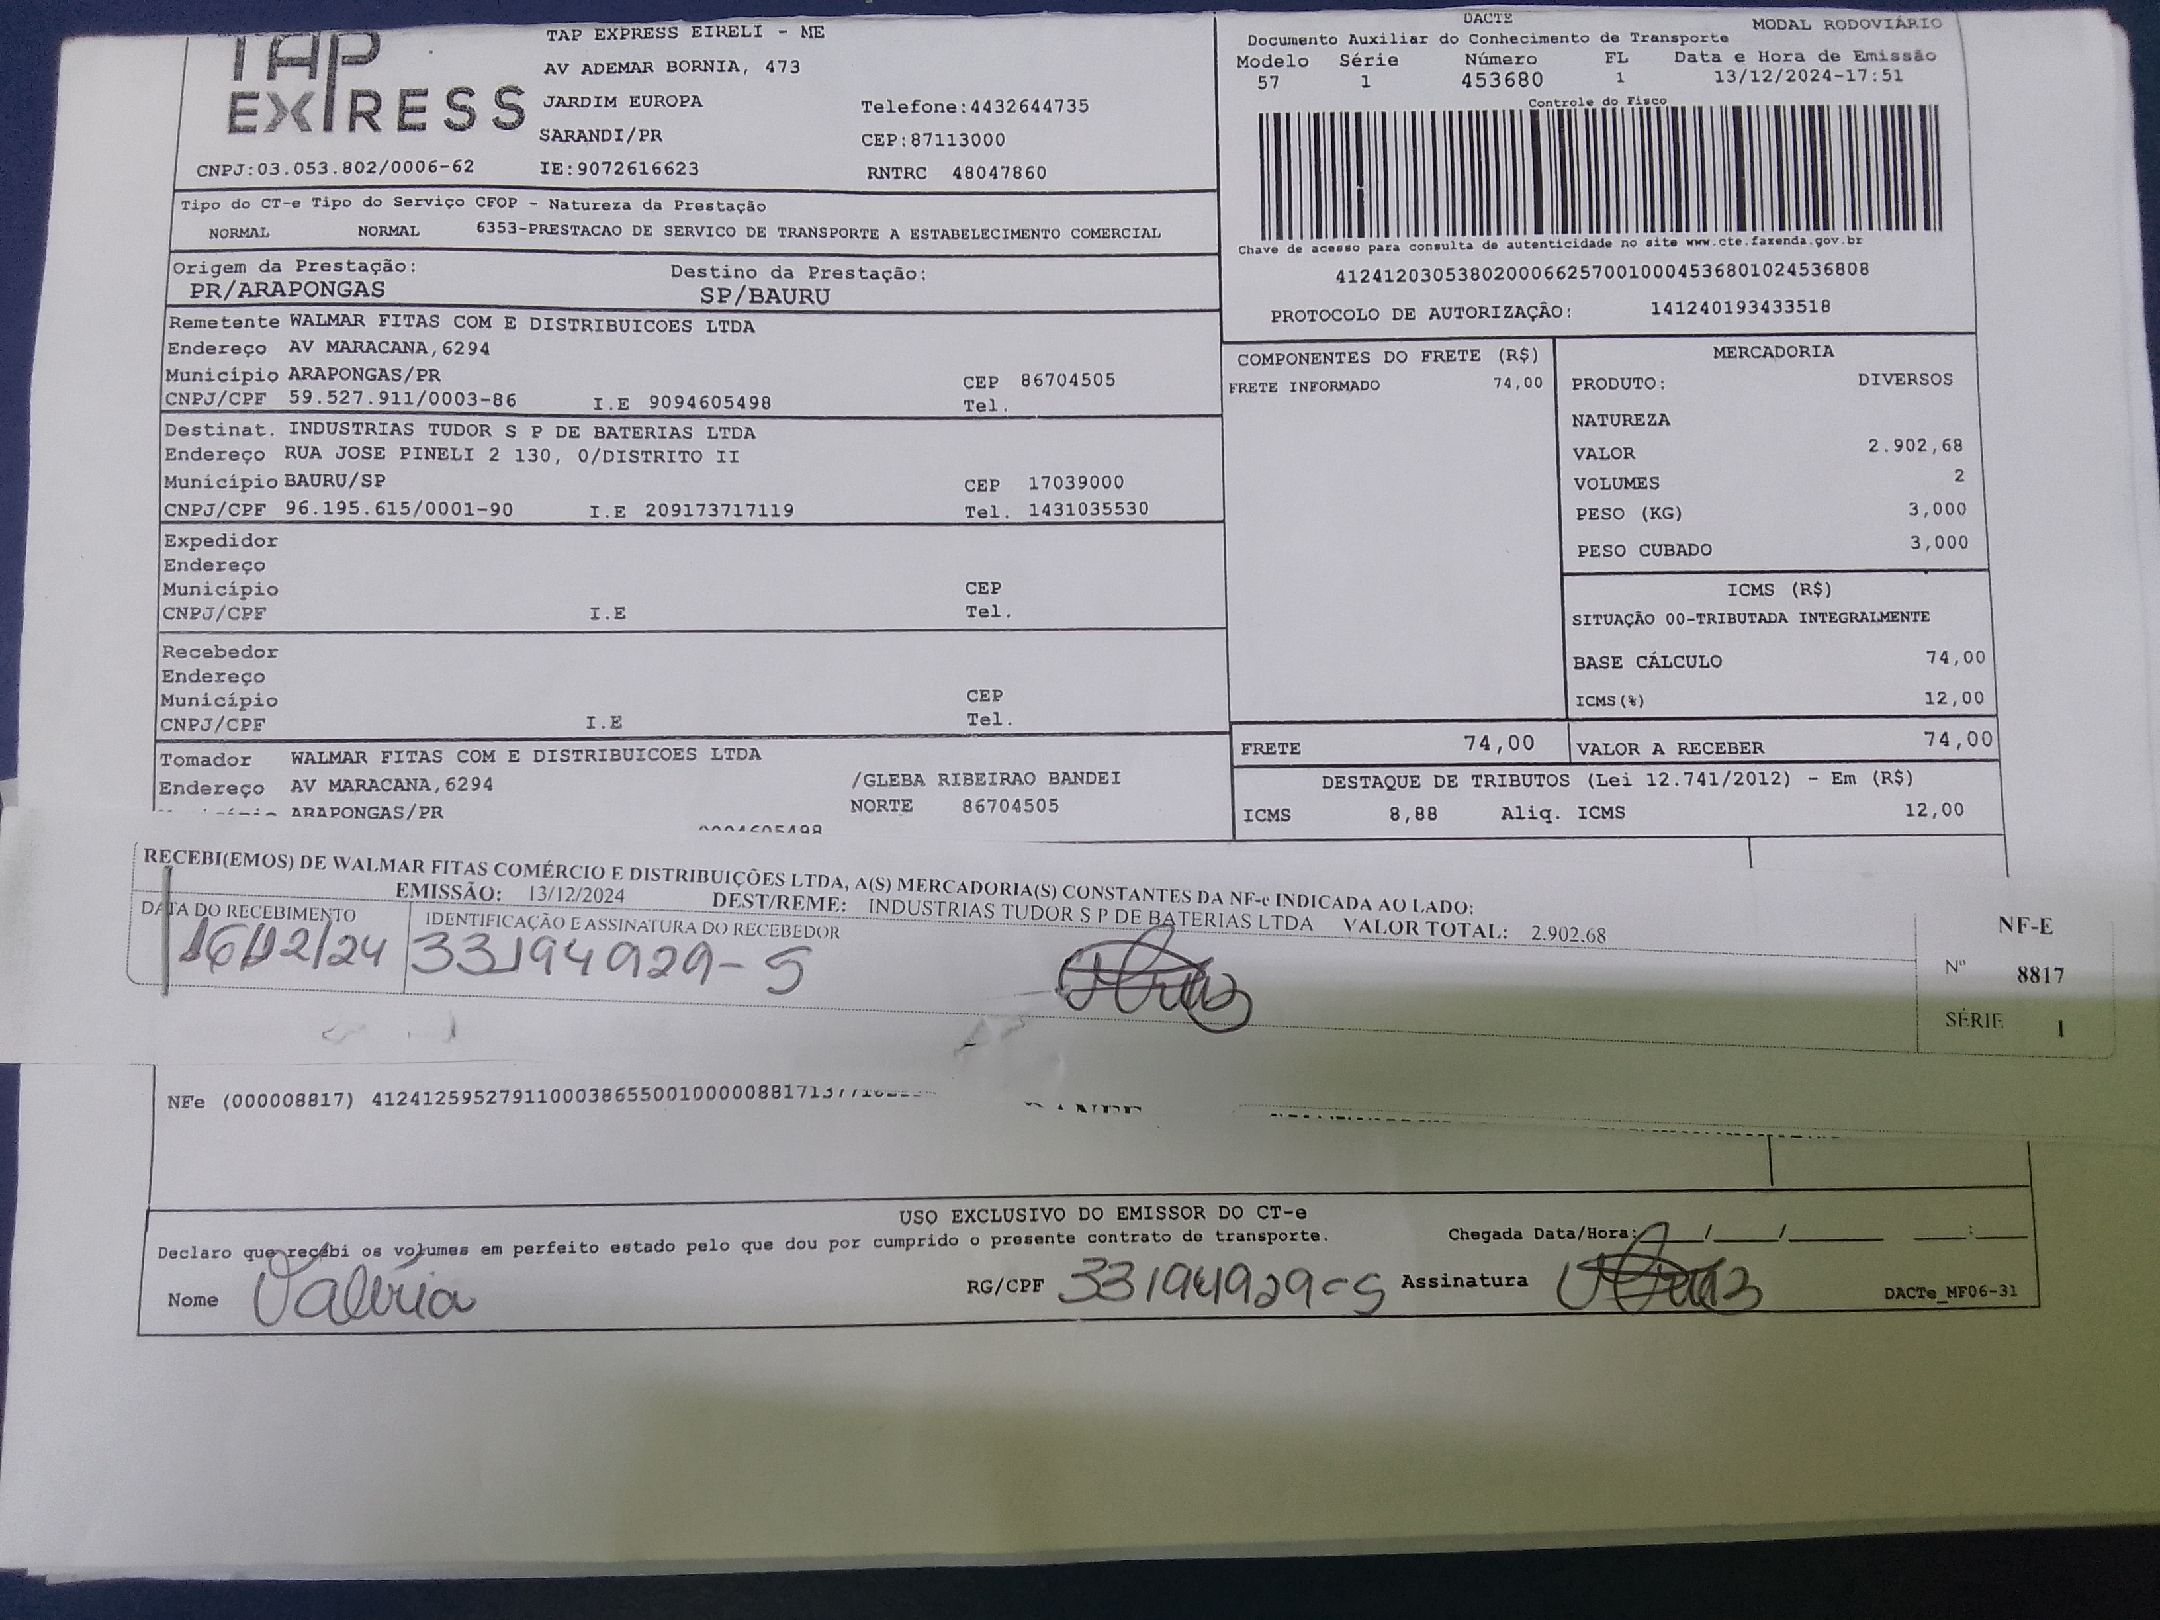 TAP
EXPRESS
TAP EXPRESS EIRELI - ME
AV ADEMAR BORNIA, 473
JARDIM EUROPA
Telefone:4432644735
SARANDI/PR
CEP:87113000
CNPJ:03.053.802/0006-62 IE:9072616623 RNTRC 48047860
DACTE
MODAL RODOVIÁRIO
Documento Auxiliar do Conhecimento de Transporte
Modelo Série Número FL Data e Hora de Emissão
57 1 453680 1 13/12/2024-17:51
Controle do Fisco
Chave de acesso para consulta de autenticidade no site www.cte.fazenda.gov.br
41241203053802000662570010004536801024536808
PROTOCOLO DE AUTORIZAÇÃO: 141240193433518
Tipo do CT-e Tipo do Serviço CFOP - Natureza da Prestação
NORMAL NORMAL 6353-PRESTACAO DE SERVICO DE TRANSPORTE A ESTABELECIMENTO COMERCIAL
Origem da Prestação: Destino da Prestação:
PR/ARAPONGAS SP/BAURU
Remetente WALMAR FITAS COM E DISTRIBUICOES LTDA
Endereço AV MARACANA,6294
Município ARAPONGAS/PR CEP 86704505
CNPJ/CPF 59.527.911/0003-86 I.E 9094605498 Tel.
Destinat. INDUSTRIAS TUDOR S P DE BATERIAS LTDA
Endereço RUA JOSE PINELI 2 130, 0/DISTRITO II
Município BAURU/SP CEP 17039000
CNPJ/CPF 96.195.615/0001-90 I.E 209173717119 Tel. 1431035530
Expedidor
Endereço
Município CEP
CNPJ/CPF I.E Tel.
Recebedor
Endereço
Município CEP
CNPJ/CPF I.E Tel.
Tomador WALMAR FITAS COM E DISTRIBUICOES LTDA
Endereço AV MARACANA,6294 /GLEBA RIBEIRAO BANDEI
ARAPONGAS/PR NORTE 86704505
COMPONENTES DO FRETE (R$)
FRETE INFORMADO 74,00
MERCADORIA
PRODUTO: DIVERSOS
NATUREZA
VALOR 2.902,68
VOLUMES 2
PESO (KG) 3,000
PESO CUBADO 3,000
ICMS (R$)
SITUAÇÃO 00-TRIBUTADA INTEGRALMENTE
BASE CÁLCULO 74,00
ICMS(%) 12,00
FRETE 74,00 VALOR A RECEBER 74,00
DESTAQUE DE TRIBUTOS (Lei 12.741/2012) - Em (R$)
ICMS 8,88 Aliq. ICMS 12,00
RECEBI(EMOS) DE WALMAR FITAS COMÉRCIO E DISTRIBUIÇÕES LTDA, A(S) MERCADORIA(S) CONSTANTES DA NF-e INDICADA AO LADO:
EMISSÃO: 13/12/2024 DEST/REME: INDUSTRIAS TUDOR S P DE BATERIAS LTDA VALOR TOTAL: 2.902.68
DATA DO RECEBIMENTO IDENTIFICAÇÃO E ASSINATURA DO RECEBEDOR
16/12/24 33194929-5
NF-E
Nº 8817
SÉRIE 1
NFe (000008817)
USO EXCLUSIVO DO EMISSOR DO CT-e
Declaro que recebi os volumes em perfeito estado pelo que dou por cumprido o presente contrato de transporte. Chegada Data/Hora:____/____/______ ____:____
Nome Valéria RG/CPF 33194929-5 Assinatura
DACTe_MF06-31